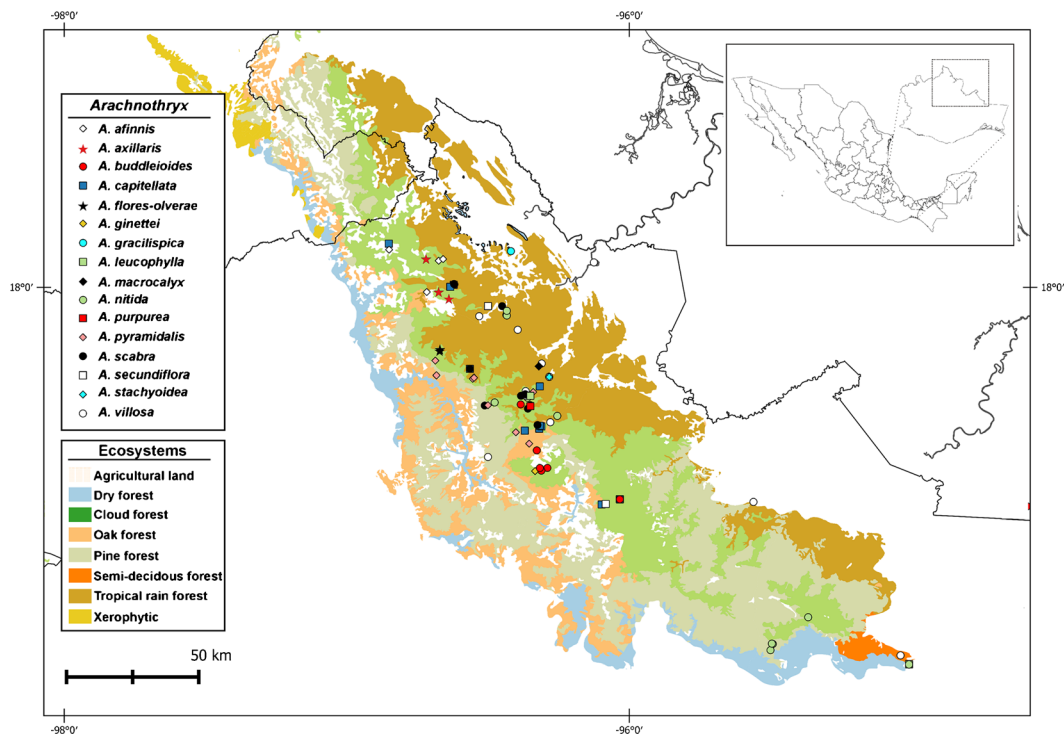 -98°0'
-96°0'
Arachnothryx
A. afinnis
A. axillaris
A. buddleioides
A. capitellata
A. flores-olverae
A. ginettei
A. gracilispica
A. leucophylla
A. macrocalyx
A. nitida
A. purpurea
A. pyramidalis
A. scabra
A. secundiflora
A. stachyoidea
A. villosa
18°0'
18°0'
Ecosystems
Agricultural land
Dry forest
Cloud forest
Oak forest
Pine forest
Semi-decidous forest
Tropical rain forest
Xerophytic
50 km
-98°0'
-96°0'